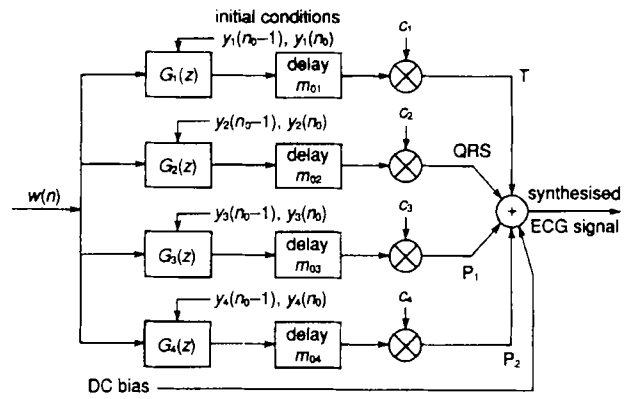 initial conditions
y₁(n₀–1), y₁(n₀)
c₁
G₁(z)
delay
m₀₁
T
y₂(n₀–1), y₂(n₀)
c₂
G₂(z)
delay
m₀₂
QRS
w(n)
synthesised
+
ECG signal
y₃(n₀–1), y₃(n₀)
c₃
G₃(z)
delay
m₀₃
P₁
y₄(n₀–1), y₄(n₀)
c₄
G₄(z)
delay
m₀₄
P₂
DC bias